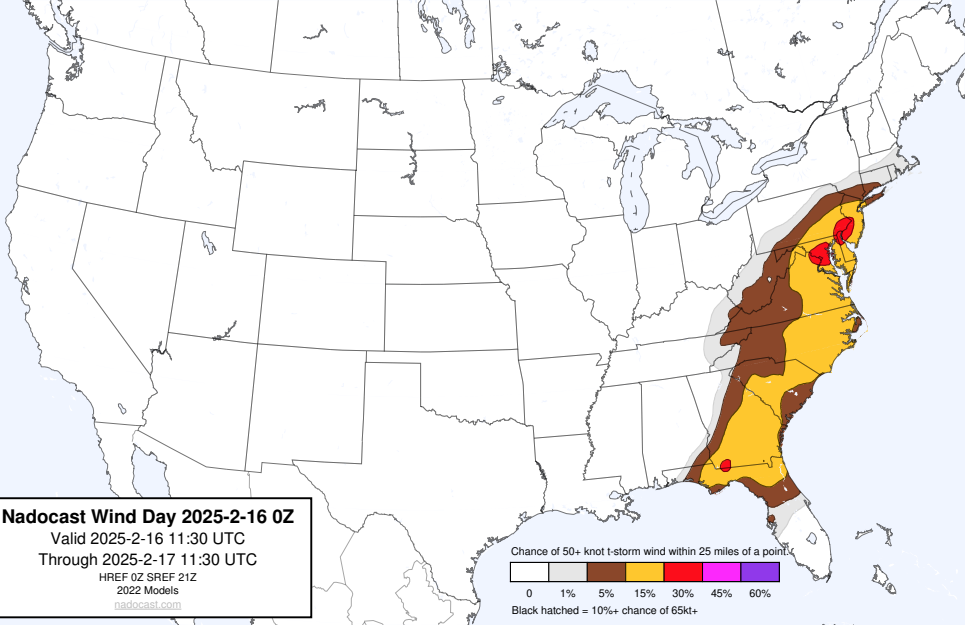 Nadocast Wind Day 2025-2-16 0Z
Valid 2025-2-16 11:30 UTC
Through 2025-2-17 11:30 UTC
HREF 0Z SREF 21Z
2022 Models
nadocast.com
Chance of 50+ knot t-storm wind within 25 miles of a point.
0 1% 5% 15% 30% 45% 60%
Black hatched = 10%+ chance of 65kt+